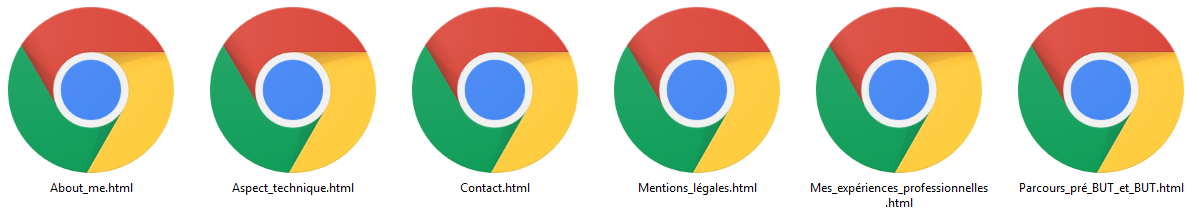 About_me.html
Aspect_technique.html
Contact.html
Mentions_légales.html
Mes_expériences_professionnelles
.html
Parcours_pré_BUT_et_BUT.html